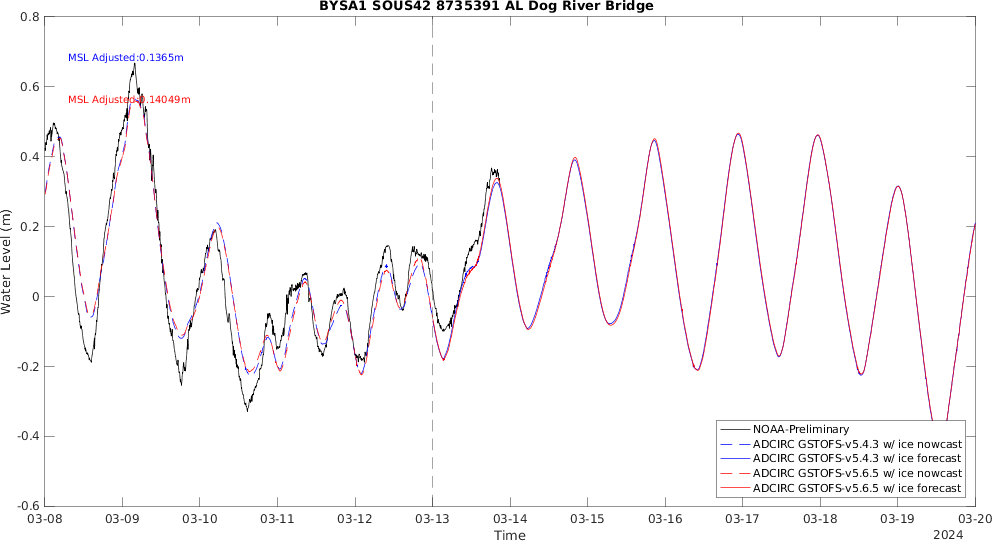 BYSA1 SOUS42 8735391 AL Dog River Bridge
0.8
0.6
0.4
0.2
0
-0.2
-0.4
-0.6
Water Level (m)
MSL Adjusted:0.1365m
MSL Adjusted:0.14049m
NOAA-Preliminary
ADCIRC GSTOFS-v5.4.3 w/ ice nowcast
ADCIRC GSTOFS-v5.4.3 w/ ice forecast
ADCIRC GSTOFS-v5.6.5 w/ ice nowcast
ADCIRC GSTOFS-v5.6.5 w/ ice forecast
03-08 03-09 03-10 03-11 03-12 03-13 03-14 03-15 03-16 03-17 03-18 03-19 03-20
Time
2024